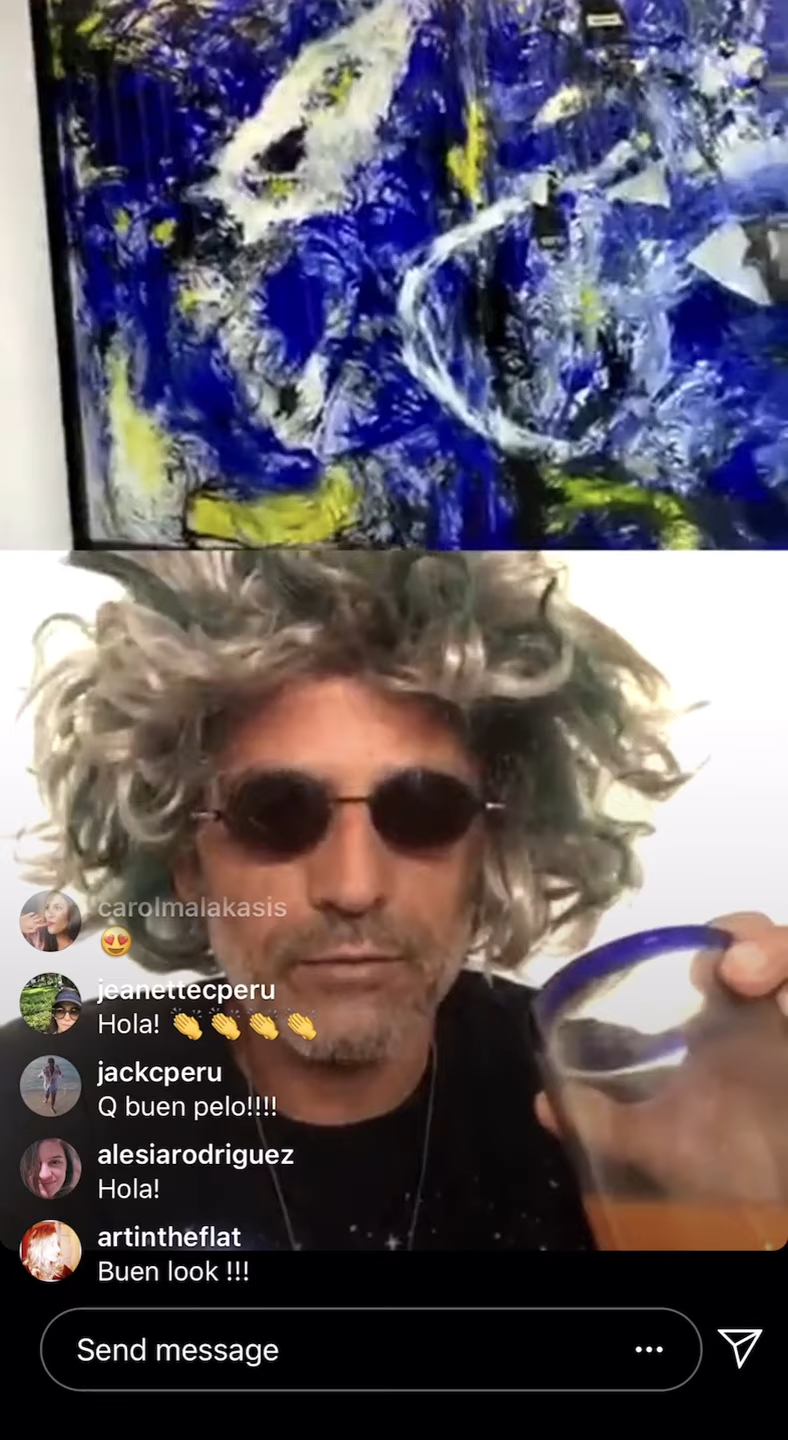 carolmalakasis
😍
jeanettecperu
Hola! 👏👏👏👏
jackcperu
Q buen pelo!!!!
alesiarodriguez
Hola!
artintheflat
Buen look !!!
Send message